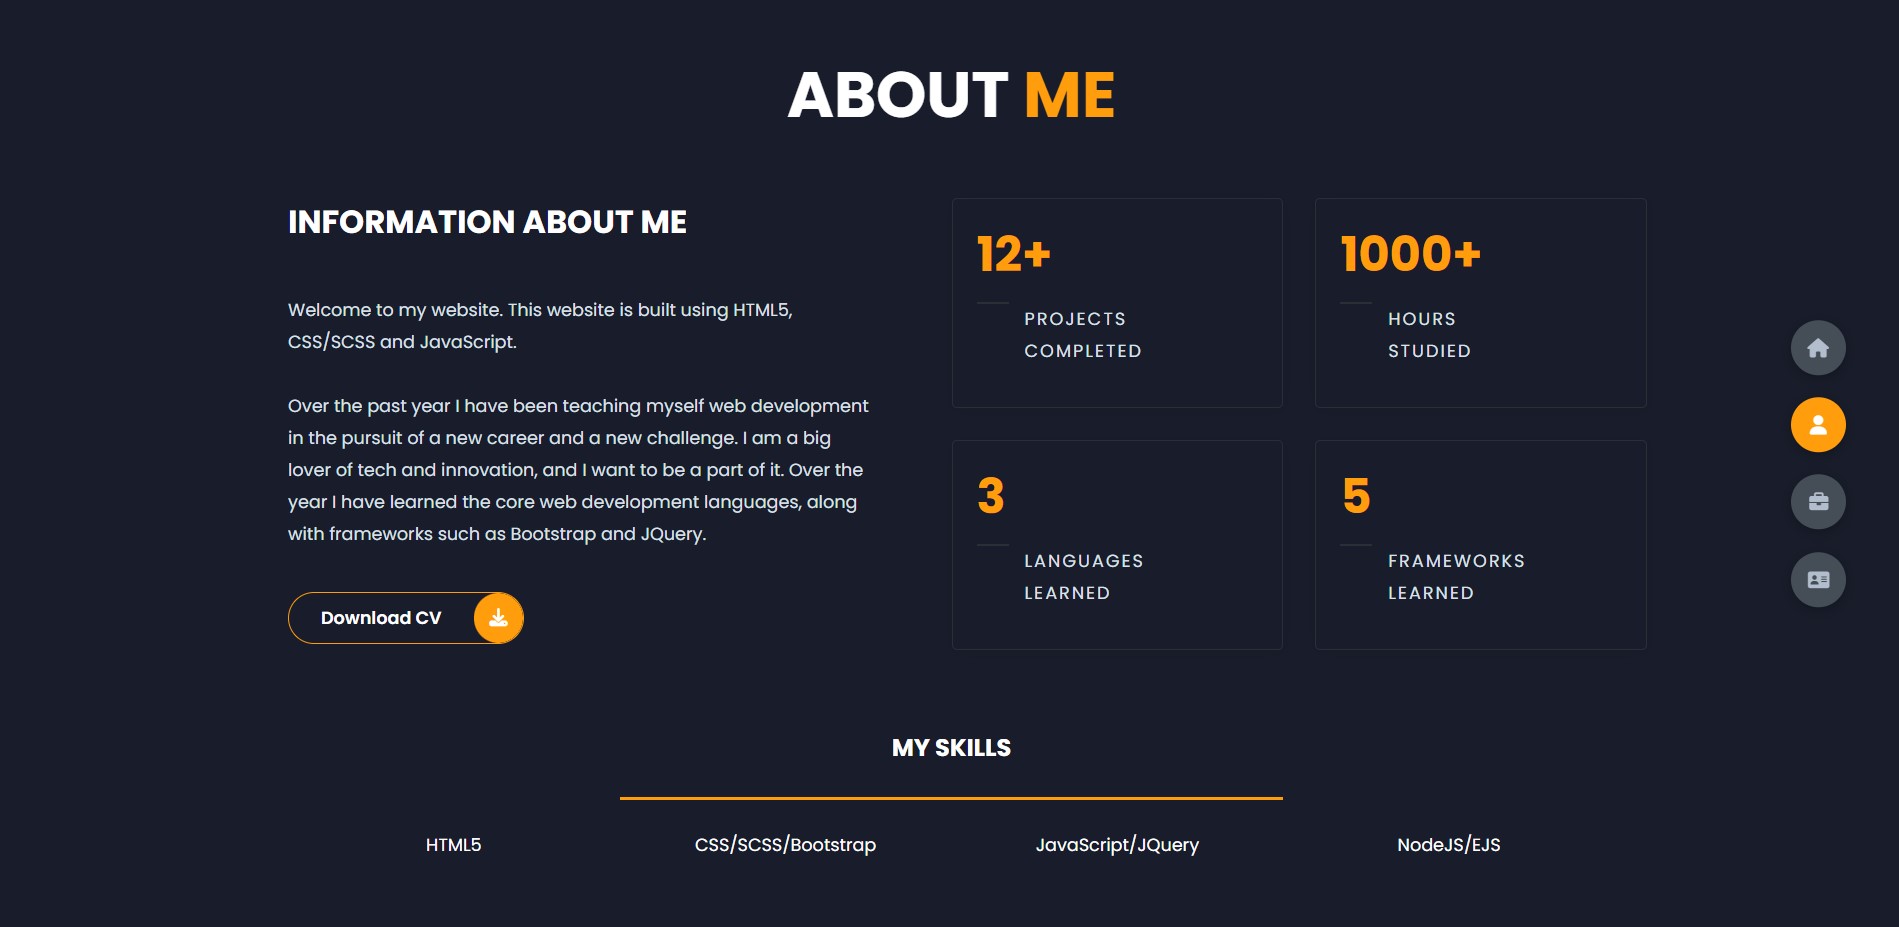 ABOUT ME
INFORMATION ABOUT ME
Welcome to my website. This website is built using HTML5,
CSS/SCSS and JavaScript.
Over the past year I have been teaching myself web development
in the pursuit of a new career and a new challenge. I am a big
lover of tech and innovation, and I want to be a part of it. Over the
year I have learned the core web development languages, along
with frameworks such as Bootstrap and JQuery.
Download CV
12+
PROJECTS
COMPLETED
1000+
HOURS
STUDIED
3
LANGUAGES
LEARNED
5
FRAMEWORKS
LEARNED
MY SKILLS
HTML5
CSS/SCSS/Bootstrap
JavaScript/JQuery
NodeJS/EJS